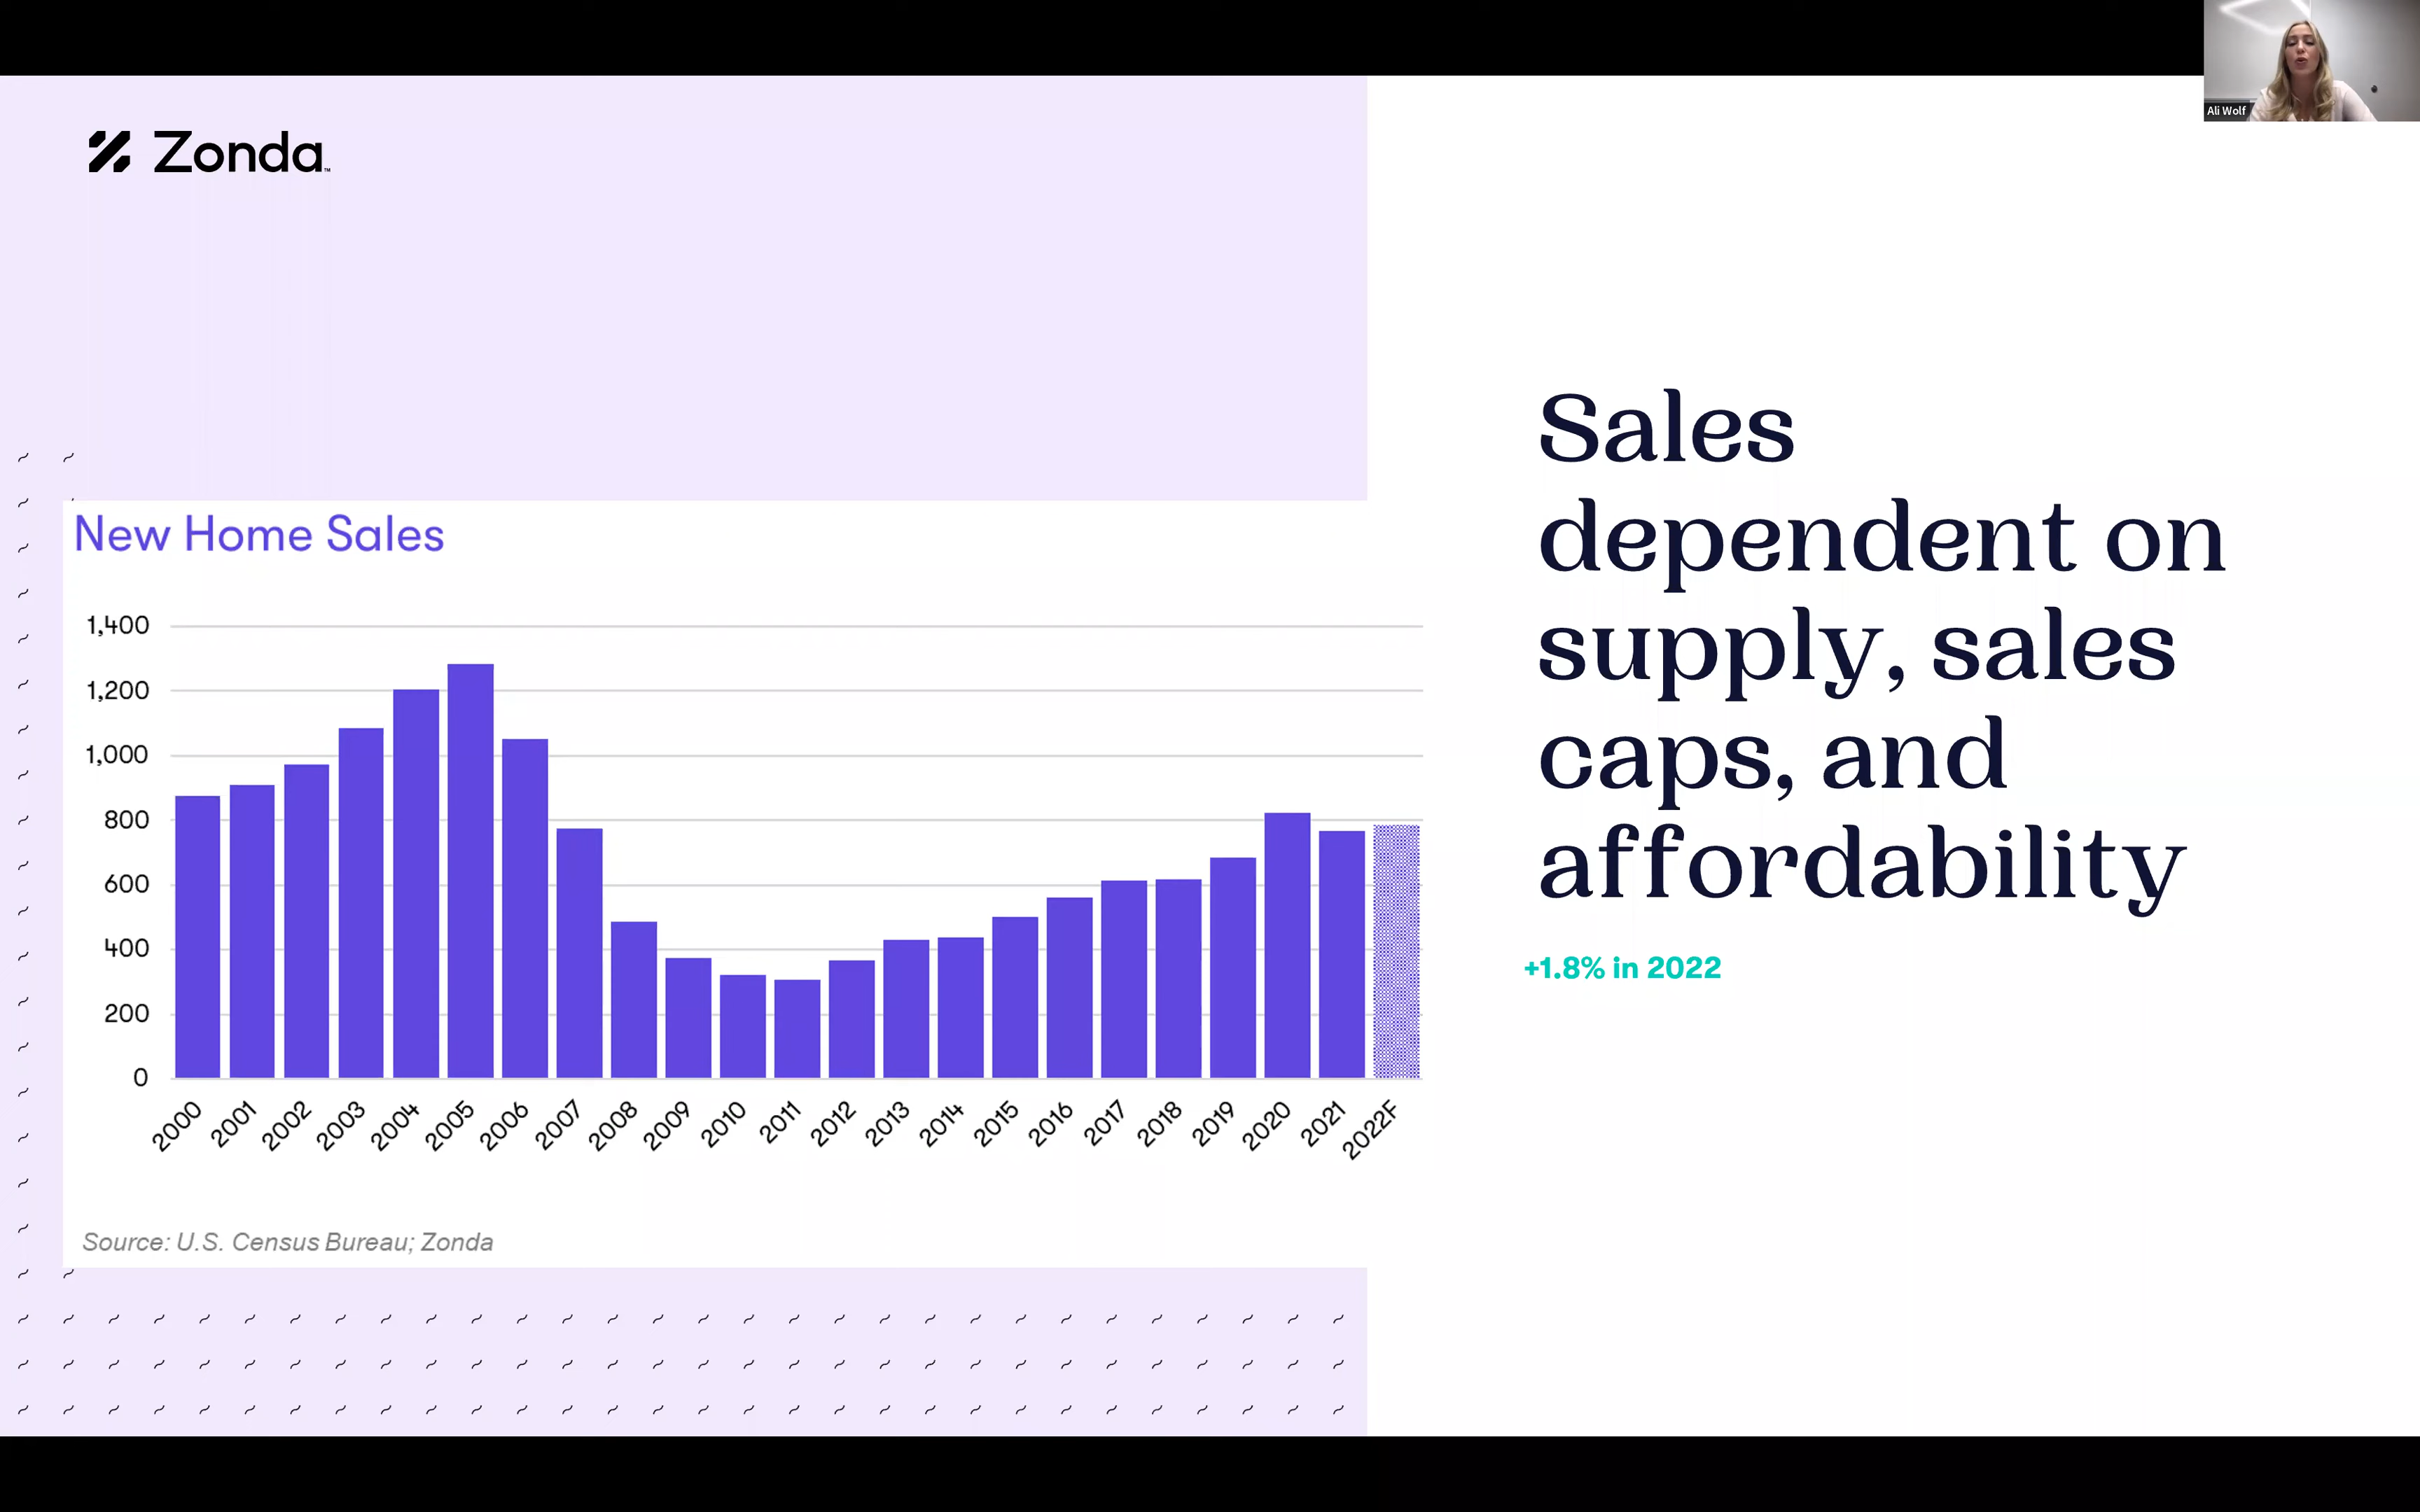 Ali Wolf
Zonda™
New Home Sales
1,400
1,200
1,000
800
600
400
200
0
2000 2001 2002 2003 2004 2005 2006 2007 2008 2009 2010 2011 2012 2013 2014 2015 2016 2017 2018 2019 2020 2021 2022F
Source: U.S. Census Bureau; Zonda
Sales
dependent on
supply, sales
caps, and
affordability
+1.8% in 2022